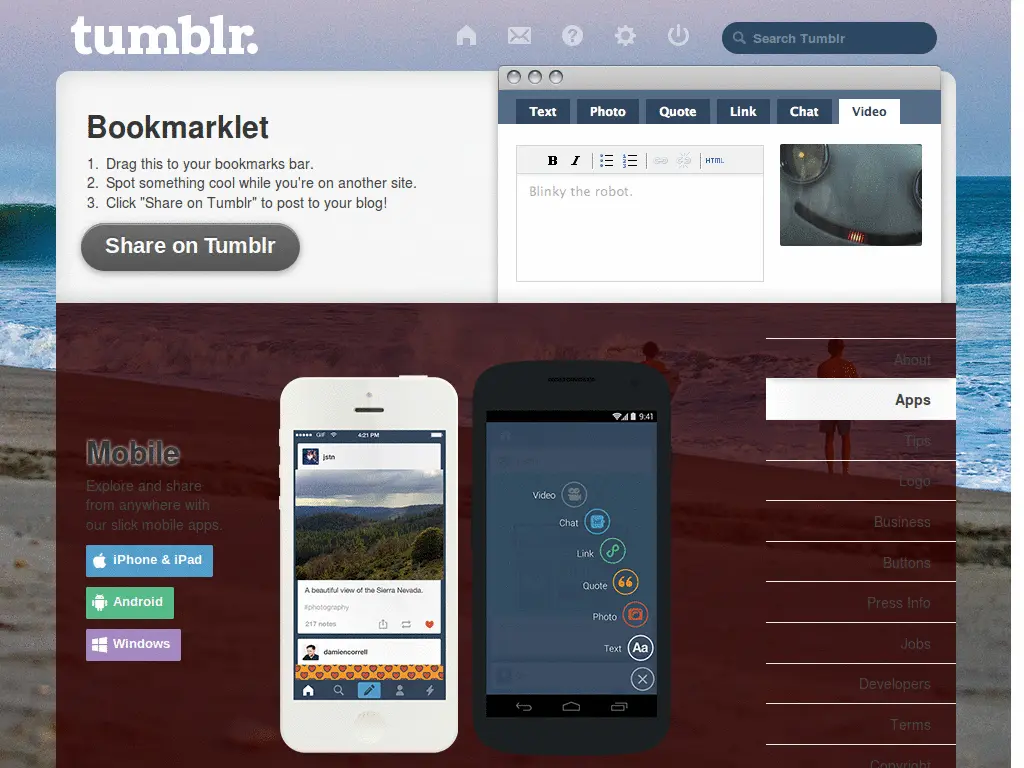 tumblr.
Search Tumblr
Bookmarklet
1. Drag this to your bookmarks bar.
2. Spot something cool while you're on another site.
3. Click "Share on Tumblr" to post to your blog!
Share on Tumblr
Text Photo Quote Link Chat Video
B I HTML
Blinky the robot.
Mobile
Explore and share
from anywhere with
our slick mobile apps.
iPhone & iPad
Android
Windows
GIF 4:21 PM
jstn
A beautiful view of the Sierra Nevada.
#photography
217 notes
damiencorrell
9:41
Video
Chat
Link
Quote
Photo
Text Aa
About
Apps
Tips
Logo
Business
Buttons
Press Info
Jobs
Developers
Terms
Copyright